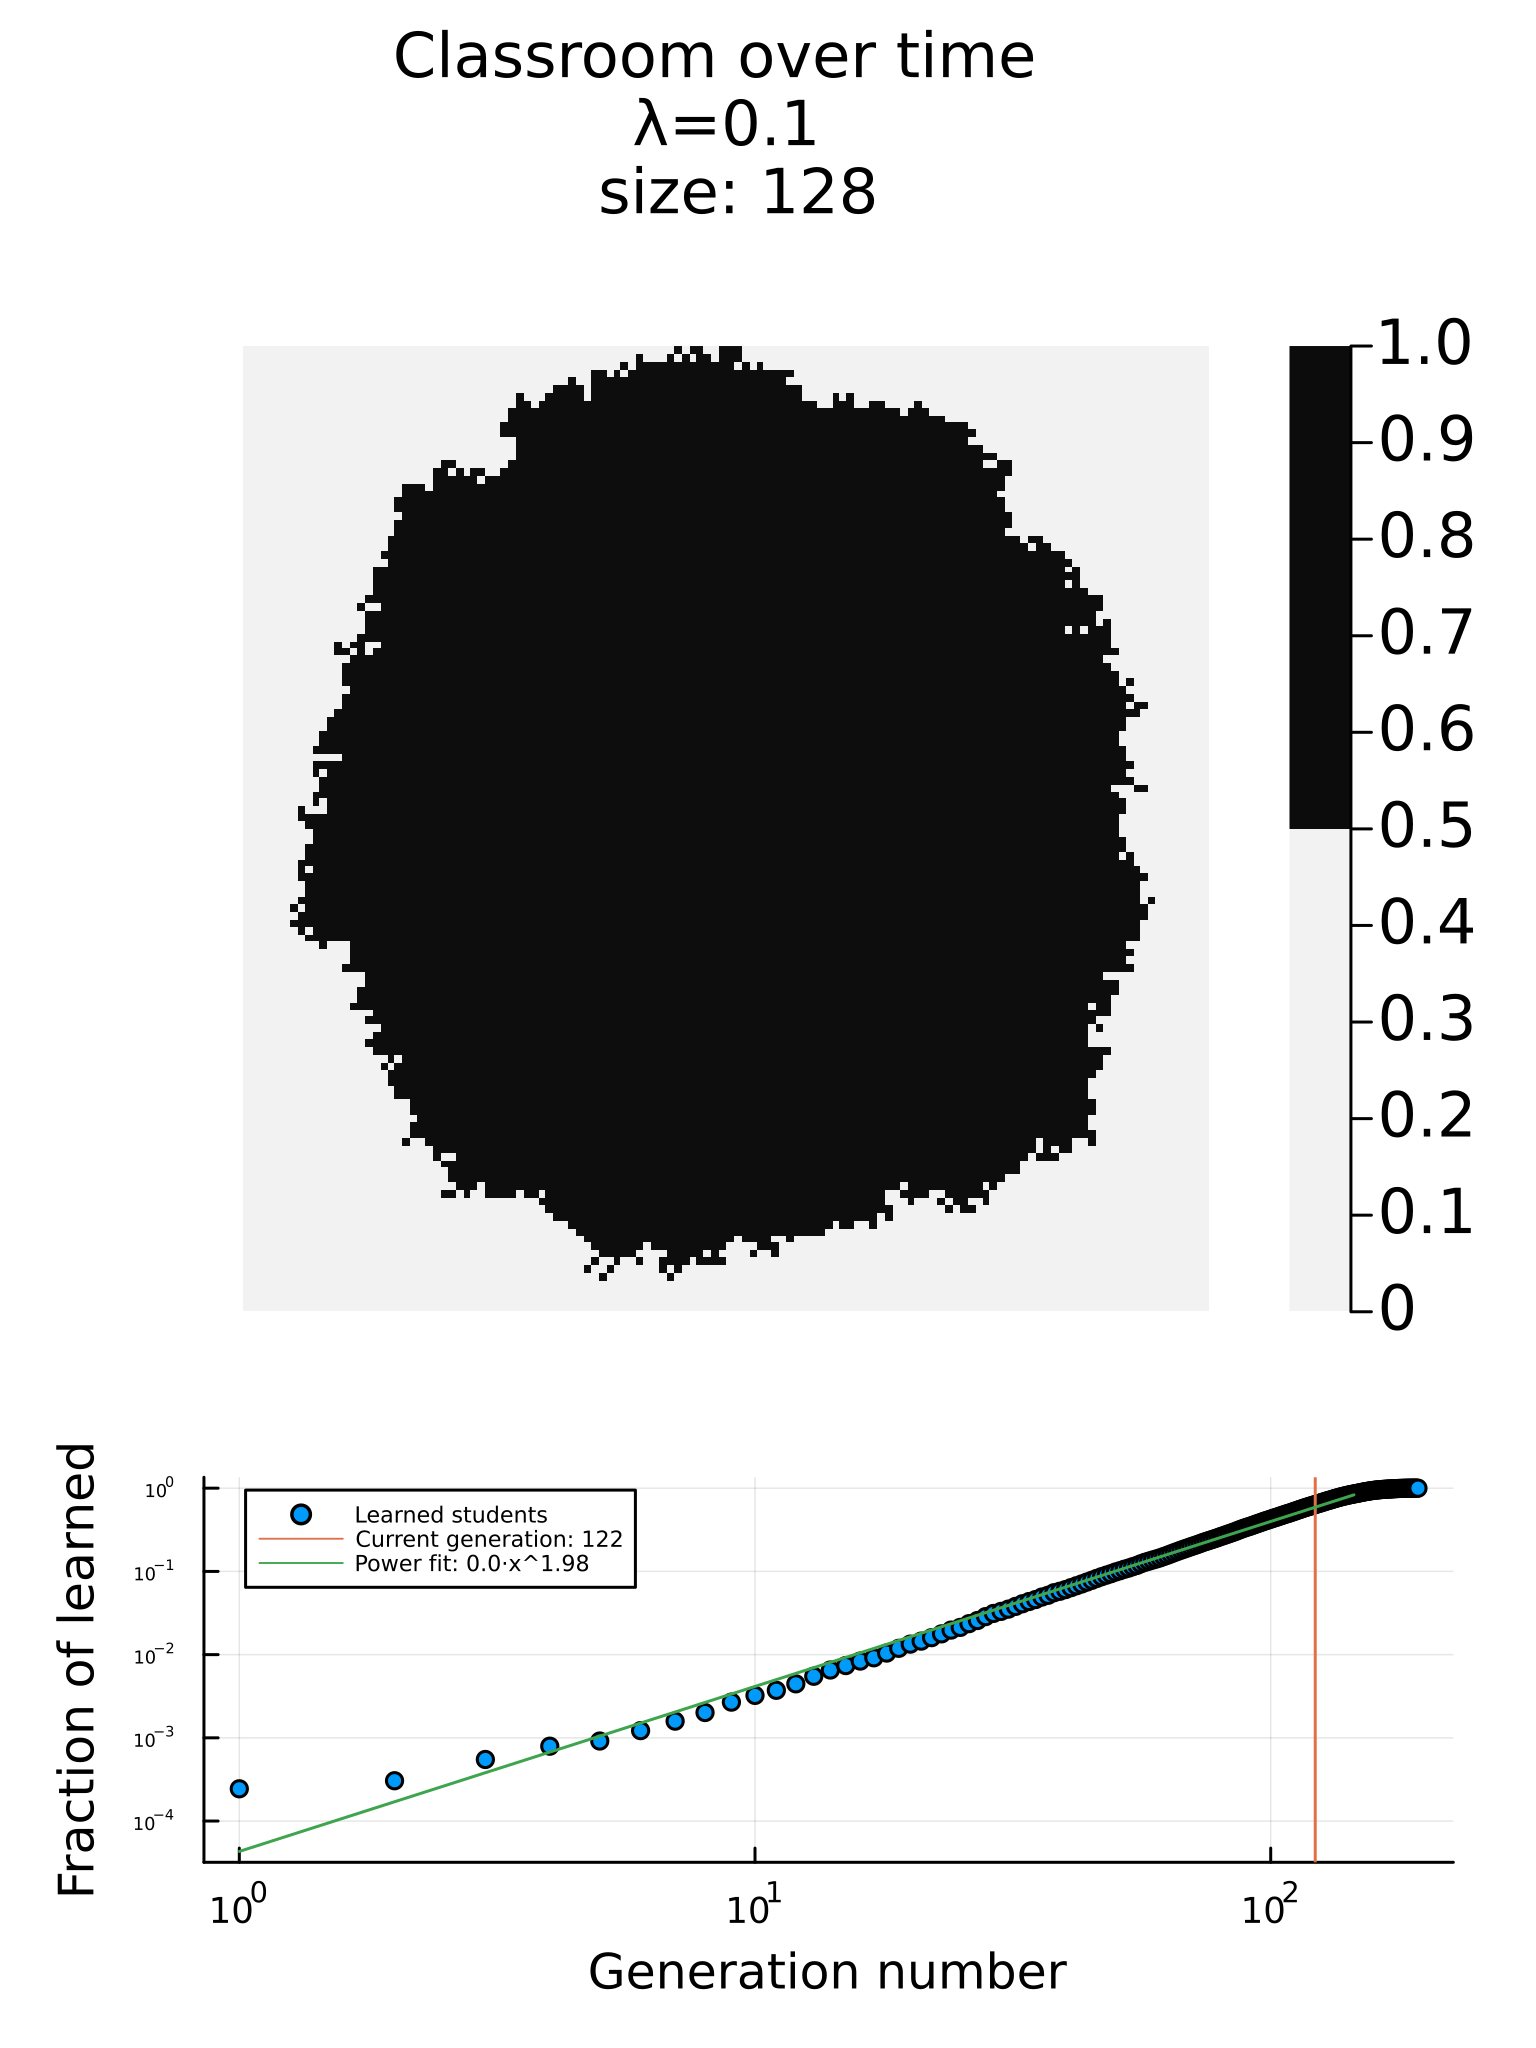 Classroom over time
λ=0.1
size: 128
1.0
0.9
0.8
0.7
0.6
0.5
0.4
0.3
0.2
0.1
0
Fraction of learned
10^0
10^-1
10^-2
10^-3
10^-4
Learned students
Current generation: 122
Power fit: 0.0·x^1.98
10^0 10^1 10^2
Generation number